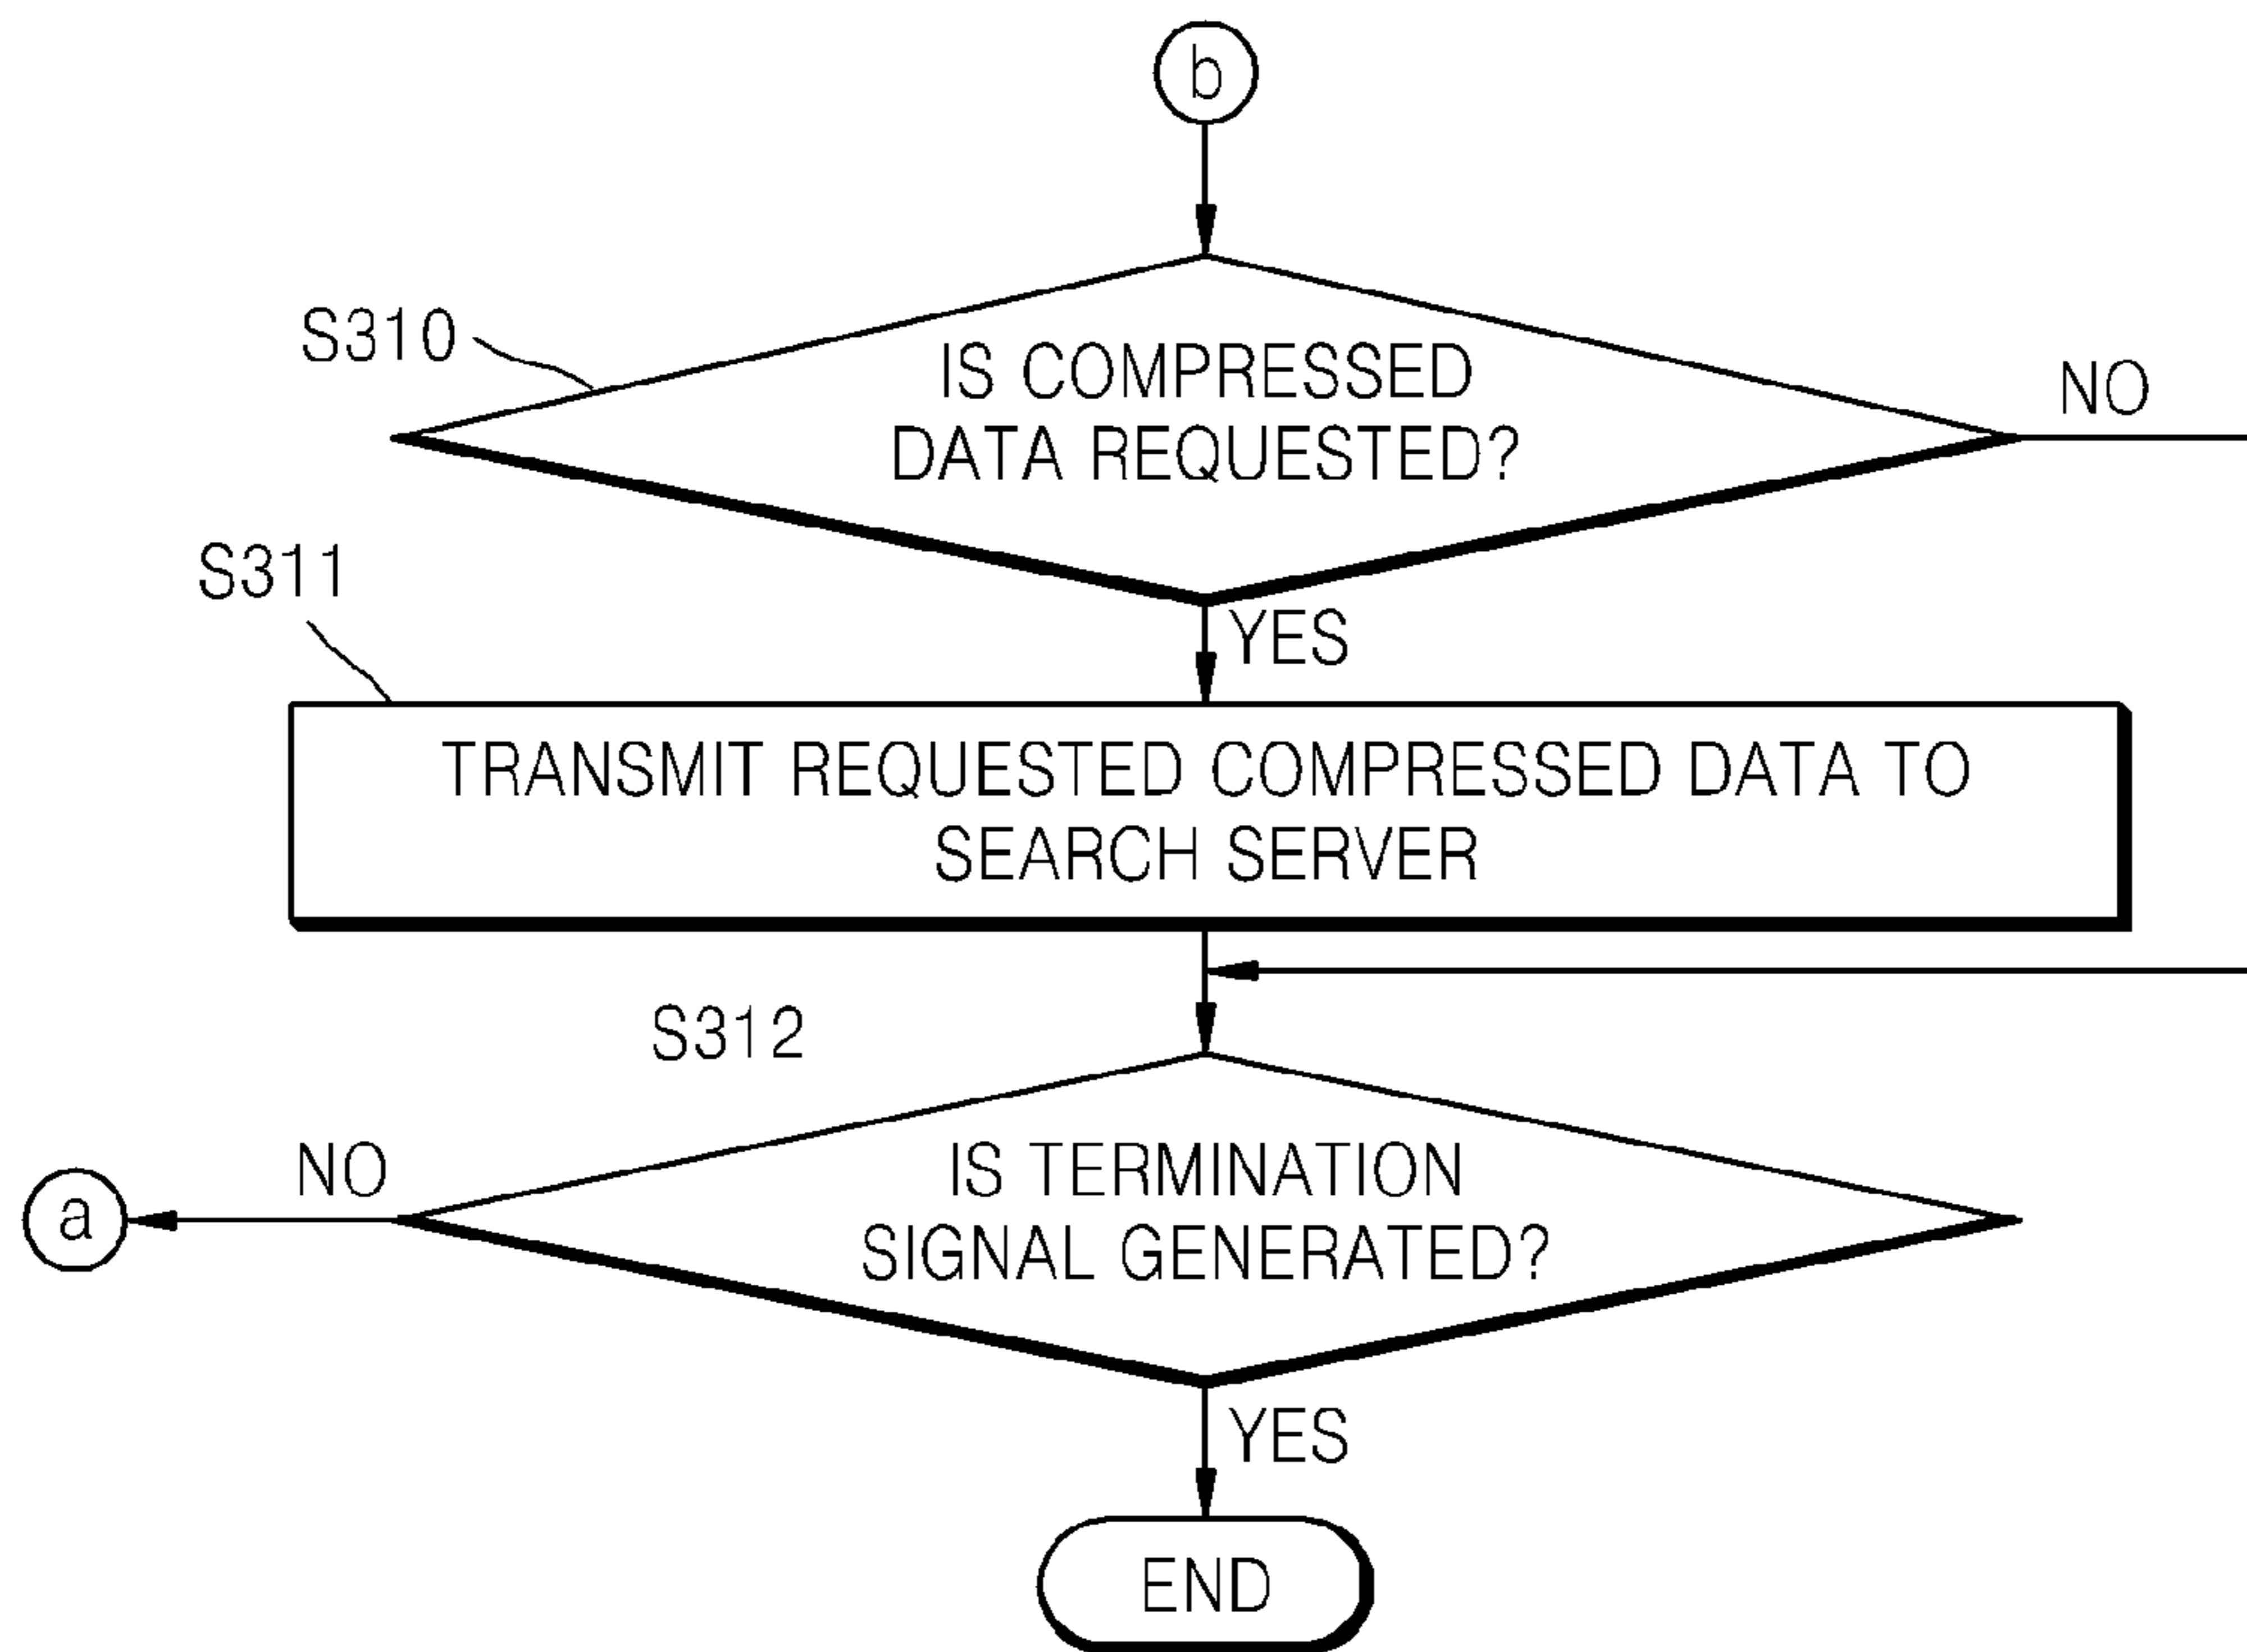 b
S310
IS COMPRESSED
DATA REQUESTED?
NO
S311
YES
TRANSMIT REQUESTED COMPRESSED DATA TO
SEARCH SERVER
S312
NO
IS TERMINATION
SIGNAL GENERATED?
a
YES
END